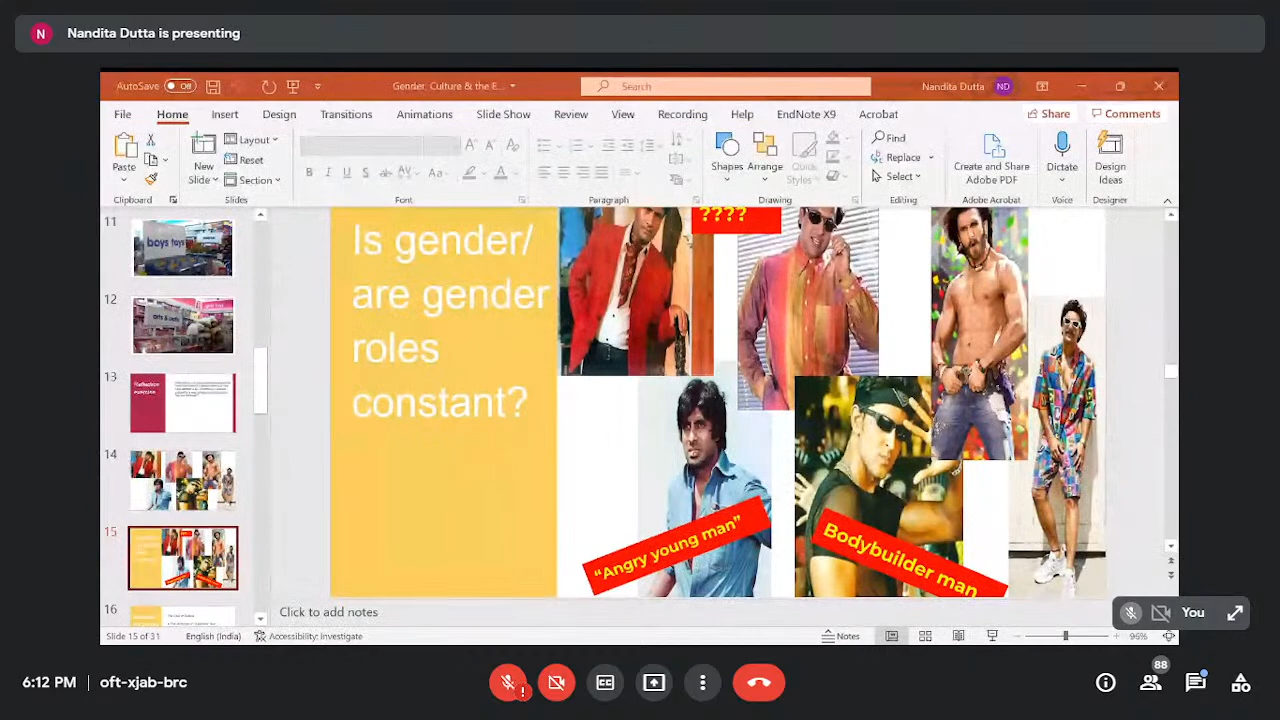 N Nandita Dutta is presenting
AutoSave Off
Gender, Culture & the E...
Search
Nandita Dutta ND
File Home Insert Design Transitions Animations Slide Show Review View Recording Help EndNote X9 Acrobat
Share Comments
Paste
Clipboard
New
Slide
Layout
Reset
Section
Slides
Font
Paragraph
Shapes Arrange Quick
Styles
Drawing
Find
Replace
Select
Editing
Create and Share
Adobe PDF
Adobe Acrobat
Dictate
Voice
Design
Ideas
Designer
11
boys toys
12
arts & crafts
13
14
15
16
Is gender/
are gender
roles
constant?
????
"Angry young man"
Bodybuilder man
Click to add notes
Slide 15 of 31 English (India) Accessibility: Investigate
Notes
96%
You
6:12 PM oft-xjab-brc
CC
88